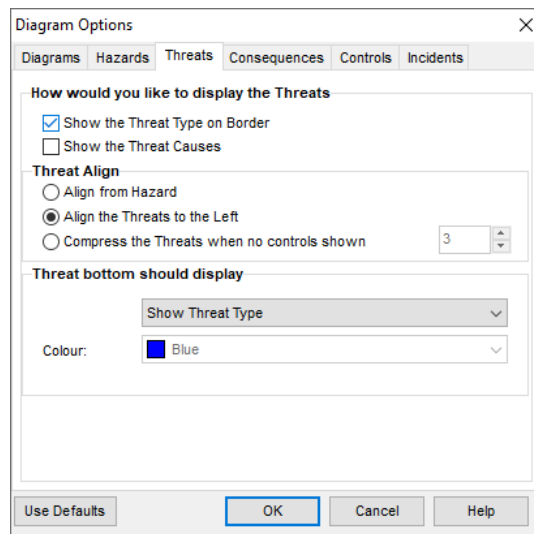 Diagram Options
Diagrams Hazards Threats Consequences Controls Incidents
How would you like to display the Threats
Show the Threat Type on Border
Show the Threat Causes
Threat Align
Align from Hazard
Align the Threats to the Left
Compress the Threats when no controls shown 3
Threat bottom should display
Show Threat Type
Colour: Blue
Use Defaults OK Cancel Help